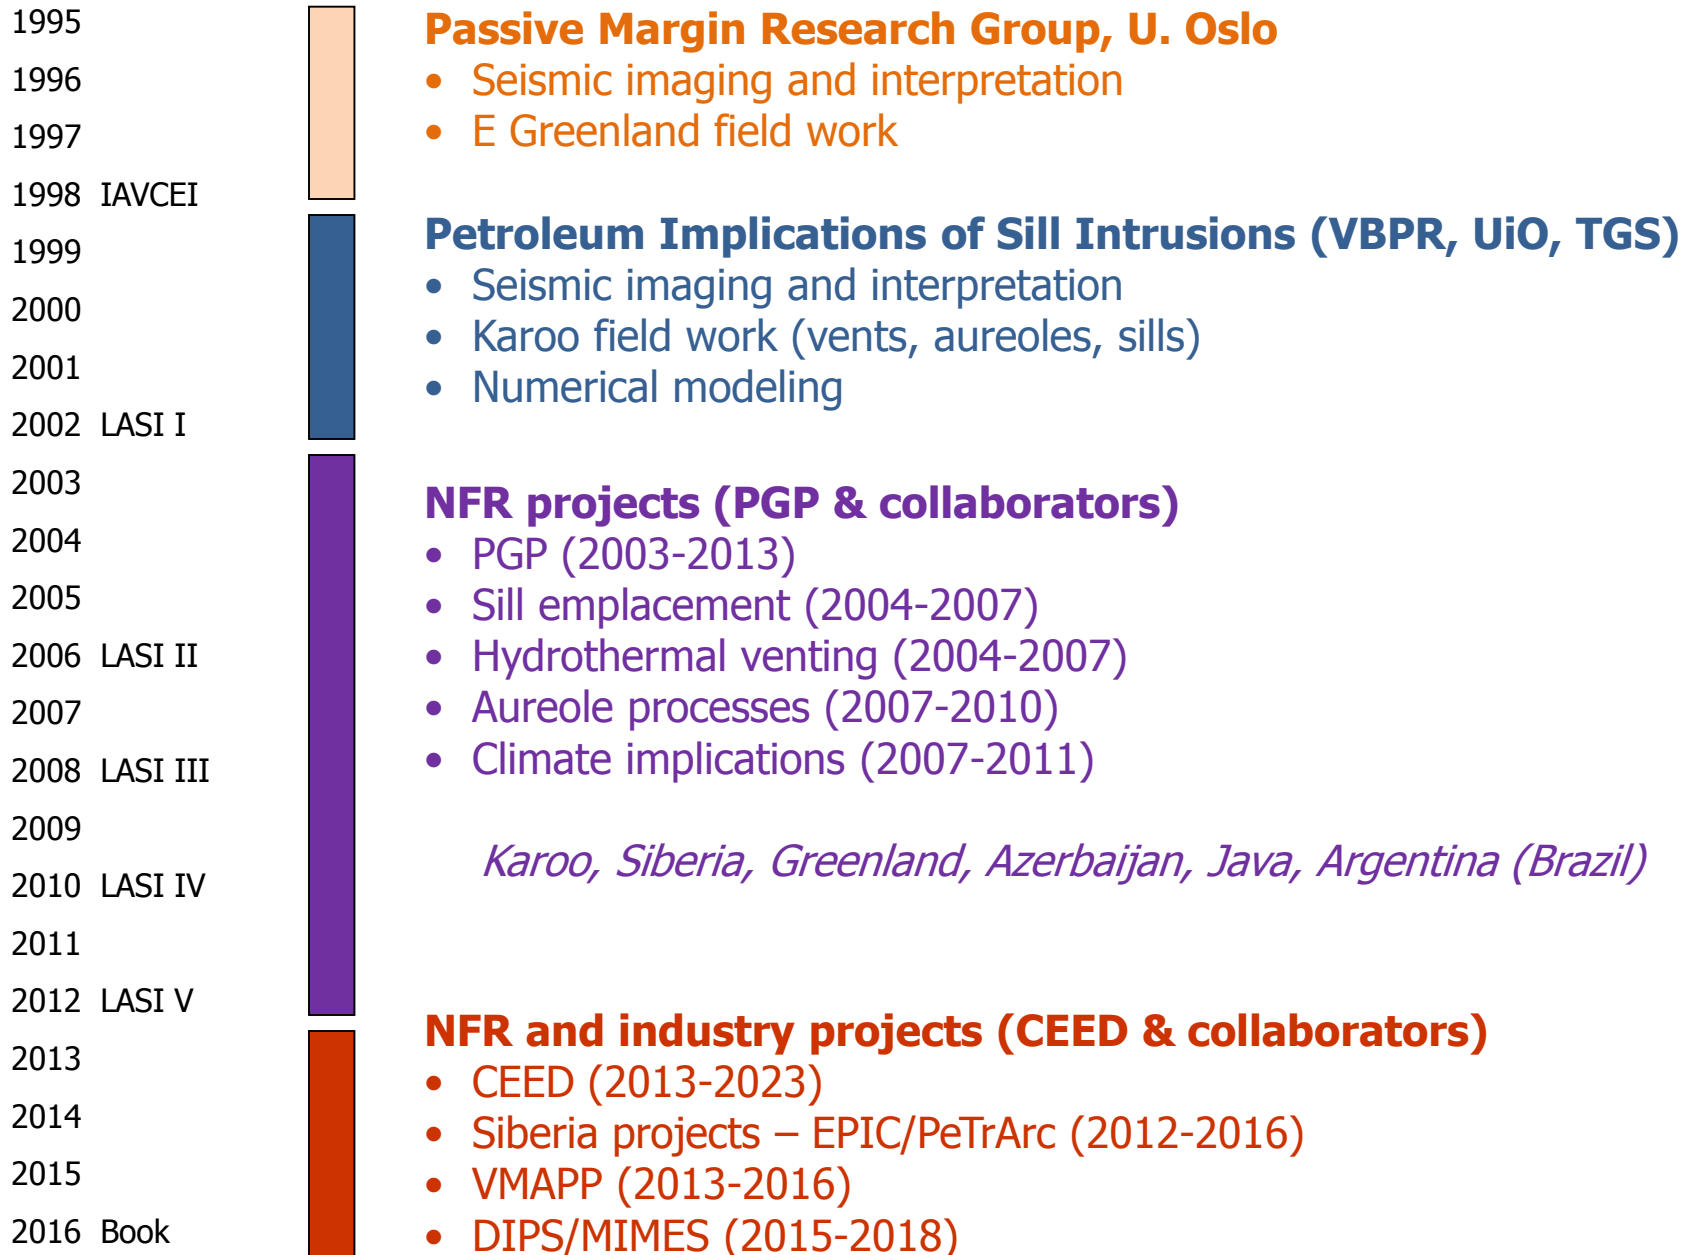 1995
1996
1997
1998 IAVCEI
1999
2000
2001
2002 LASI I
2003
2004
2005
2006 LASI II
2007
2008 LASI III
2009
2010 LASI IV
2011
2012 LASI V
2013
2014
2015
2016 Book
Passive Margin Research Group, U. Oslo
• Seismic imaging and interpretation
• E Greenland field work
Petroleum Implications of Sill Intrusions (VBPR, UiO, TGS)
• Seismic imaging and interpretation
• Karoo field work (vents, aureoles, sills)
• Numerical modeling
NFR projects (PGP & collaborators)
• PGP (2003-2013)
• Sill emplacement (2004-2007)
• Hydrothermal venting (2004-2007)
• Aureole processes (2007-2010)
• Climate implications (2007-2011)
Karoo, Siberia, Greenland, Azerbaijan, Java, Argentina (Brazil)
NFR and industry projects (CEED & collaborators)
• CEED (2013-2023)
• Siberia projects – EPIC/PeTrArc (2012-2016)
• VMAPP (2013-2016)
• DIPS/MIMES (2015-2018)